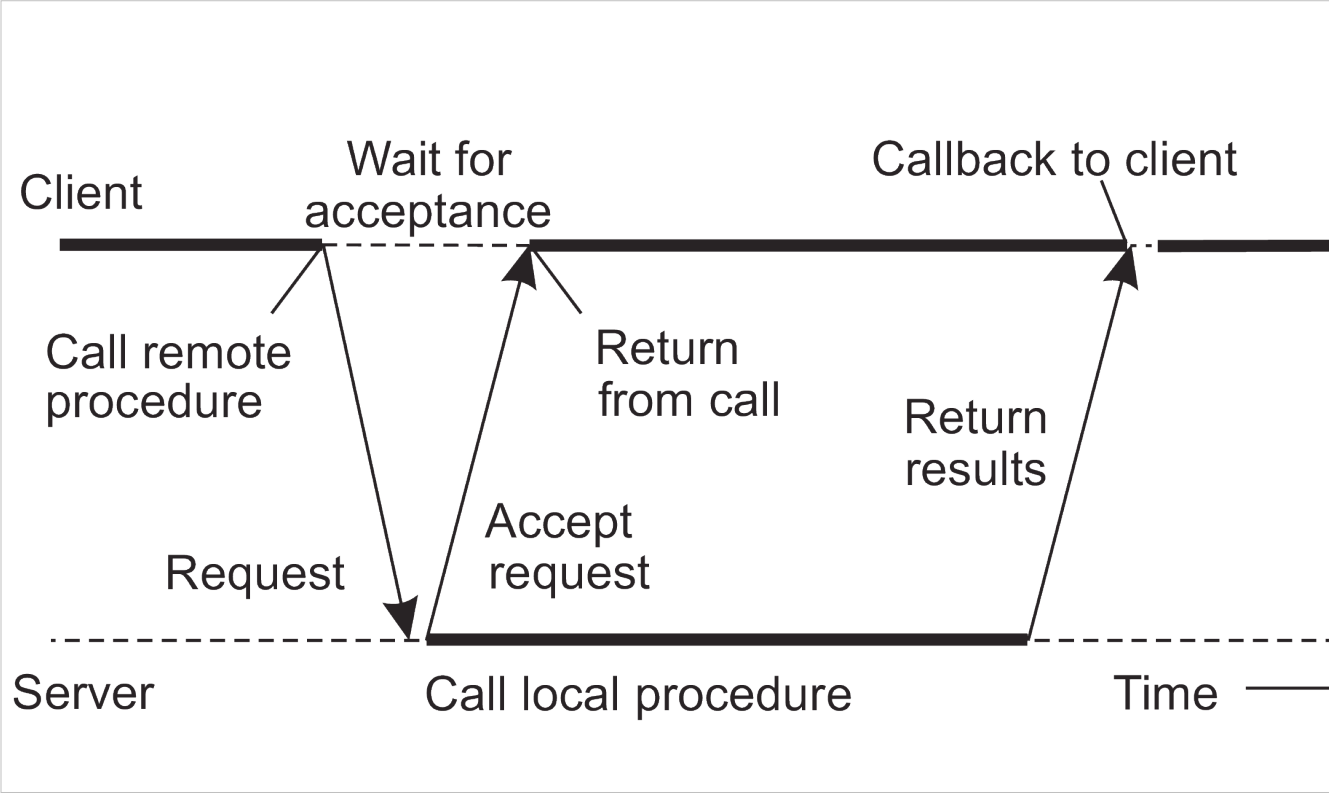 Client
Wait for
acceptance
Callback to client
Call remote
procedure
Return
from call
Return
results
Accept
request
Request
Server
Call local procedure
Time